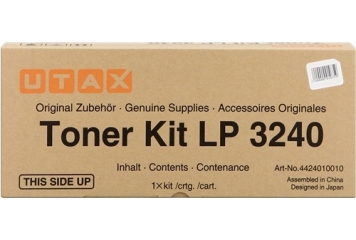 UTAX
Original Zubehör · Genuine Supplies · Accessoires Originales
Toner Kit LP 3240
Inhalt · Contents · Contenance
Art-No.4424010010
THIS SIDE UP
1×kit /crtg. /cart.
Assembled in China
Designed in Japan